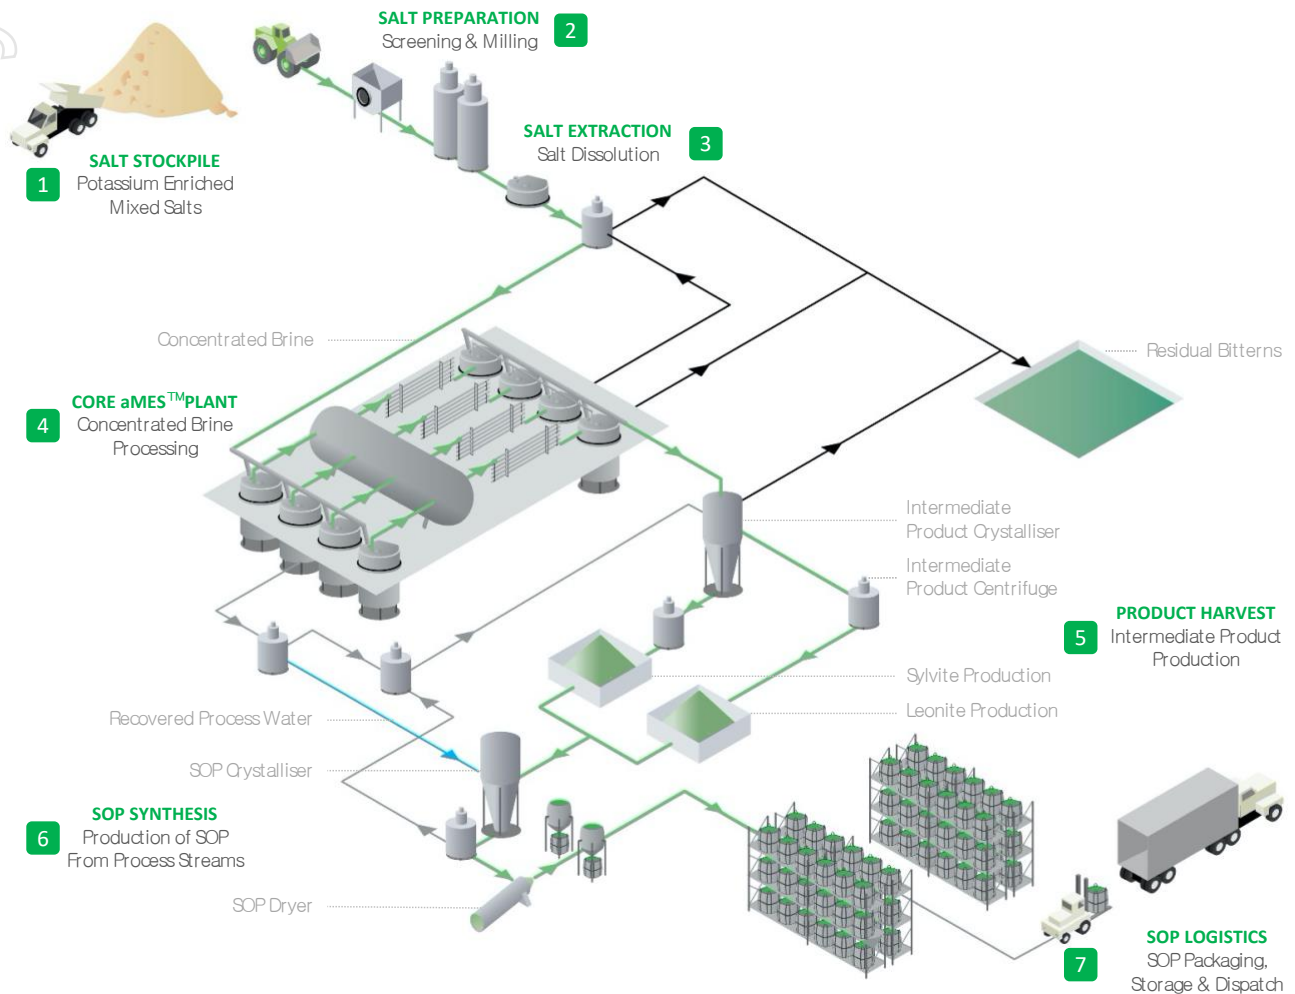 SALT PREPARATION
Screening & Milling
2
SALT EXTRACTION
Salt Dissolution
3
SALT STOCKPILE
1
Potassium Enriched
Mixed Salts
Concentrated Brine
Residual Bitterns
CORE aMES™PLANT
4
Concentrated Brine
Processing
Intermediate
Product Crystalliser
Intermediate
Product Centrifuge
PRODUCT HARVEST
5
Intermediate Product
Production
Sylvite Production
Leonite Production
Recovered Process Water
SOP Crystalliser
SOP SYNTHESIS
6
Production of SOP
From Process Streams
SOP Dryer
SOP LOGISTICS
7
SOP Packaging,
Storage & Dispatch